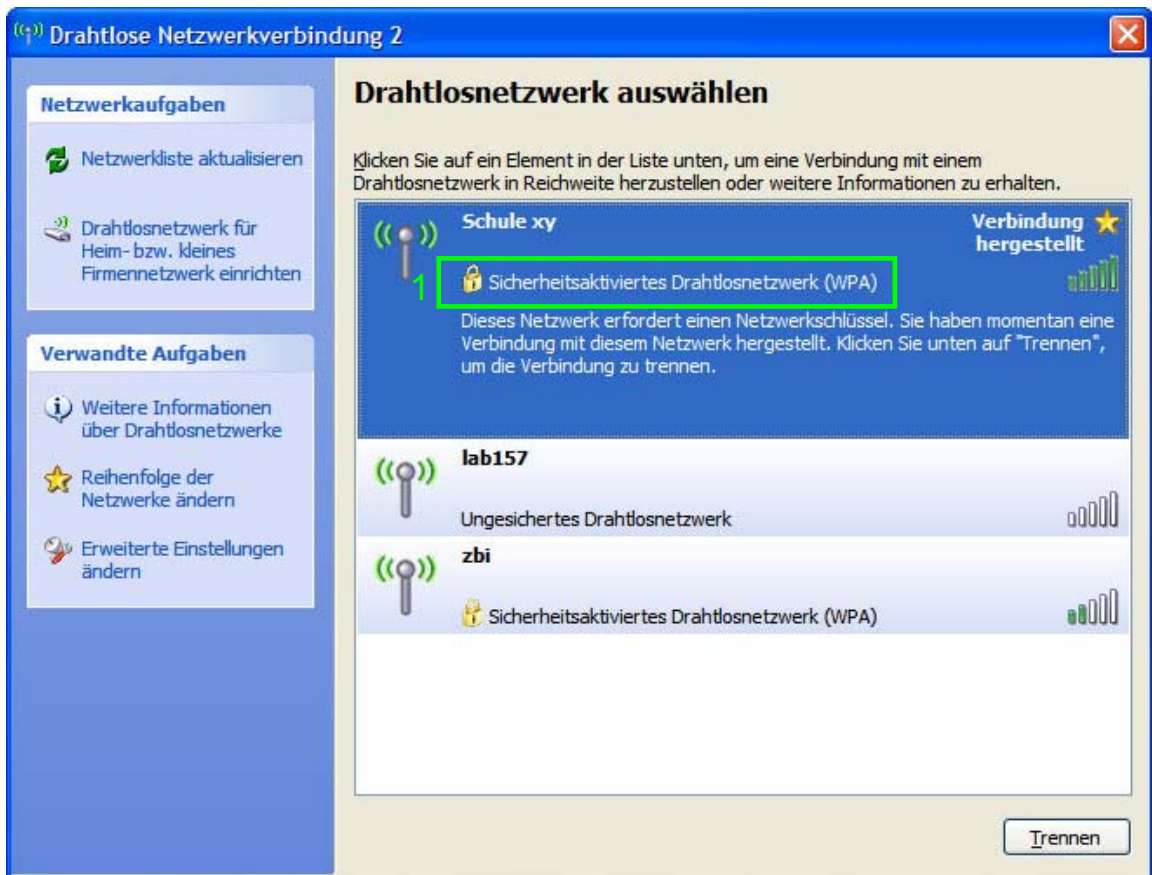 Drahtlose Netzwerkverbindung 2
Netzwerkaufgaben
Netzwerkliste aktualisieren
Drahtlosnetzwerk für
Heim- bzw. kleines
Firmennetzwerk einrichten
Verwandte Aufgaben
Weitere Informationen
über Drahtlosnetzwerke
Reihenfolge der
Netzwerke ändern
Erweiterte Einstellungen
ändern
Drahtlosnetzwerk auswählen
Klicken Sie auf ein Element in der Liste unten, um eine Verbindung mit einem
Drahtlosnetzwerk in Reichweite herzustellen oder weitere Informationen zu erhalten.
Schule xy
Verbindung
hergestellt
1
Sicherheitsaktiviertes Drahtlosnetzwerk (WPA)
Dieses Netzwerk erfordert einen Netzwerkschlüssel. Sie haben momentan eine
Verbindung mit diesem Netzwerk hergestellt. Klicken Sie unten auf "Trennen",
um die Verbindung zu trennen.
lab157
Ungesichertes Drahtlosnetzwerk
zbi
Sicherheitsaktiviertes Drahtlosnetzwerk (WPA)
Trennen